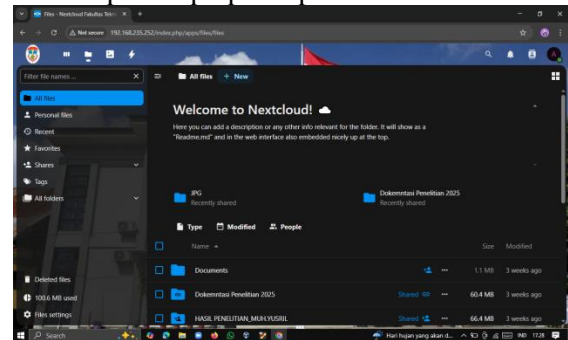 Files - Nextcloud Fakultas Tekn
Not secure 192.168.235.252/index.php/apps/files/files
Filter file names ...
All files
+ New
All files
Personal files
Recent
Favorites
Shares
Tags
All folders
Deleted files
100.6 MB used
Files settings
Welcome to Nextcloud!
Here you can add a description or any other info relevant for the folder. It will show as a
"Readme.md" and in the web interface also embedded nicely up at the top.
JPG
Recently shared
Dokemntasi Penelitian 2025
Recently shared
Type Modified People
Name Size Modified
Documents 1.1 MB 3 weeks ago
Dokemntasi Penelitian 2025 Shared 60.4 MB 3 weeks ago
HASIL PENELITIAN_MUH.YUSRIL Shared 66.4 MB 3 weeks ago
Search
Hari hujan yang akan d...
IND 17.28